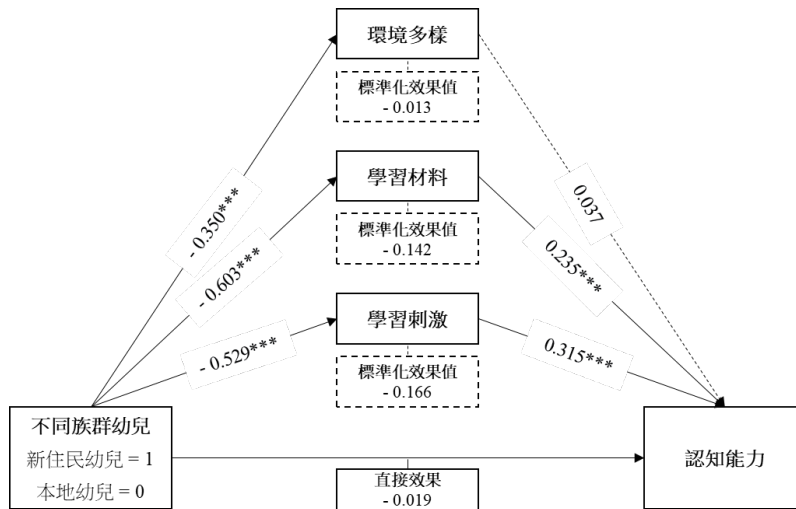 環境多樣
標準化效果值
- 0.013
學習材料
標準化效果值
- 0.142
學習刺激
標準化效果值
- 0.166
- 0.350***
- 0.603***
- 0.529***
0.037
0.235***
0.315***
不同族群幼兒
新住民幼兒 = 1
本地幼兒 = 0
認知能力
直接效果
- 0.019